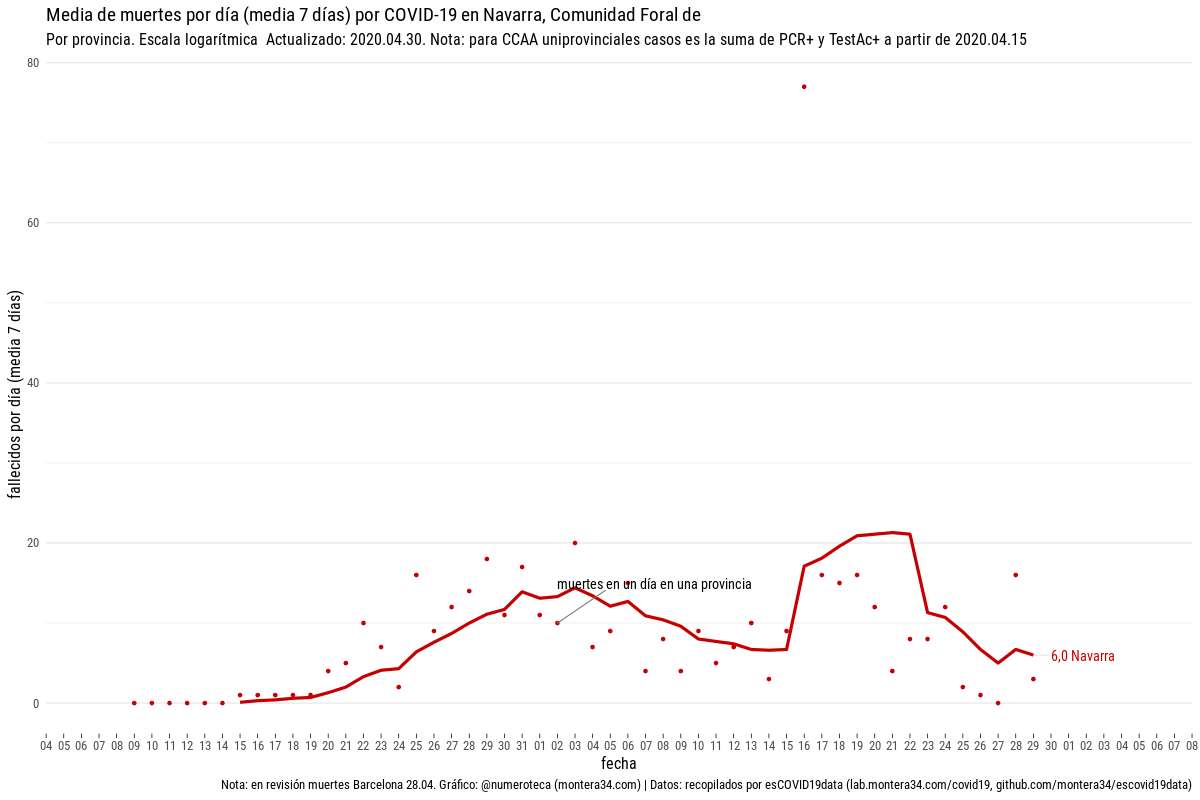 Media de muertes por día (media 7 días) por COVID-19 en Navarra, Comunidad Foral de
Por provincia. Escala logarítmica  Actualizado: 2020.04.30. Nota: para CCAA uniprovinciales casos es la suma de PCR+ y TestAc+ a partir de 2020.04.15
fallecidos por día (media 7 días)
80
60
40
20
0
muertes en un día en una provincia
6,0 Navarra
04 05 06 07 08 09 10 11 12 13 14 15 16 17 18 19 20 21 22 23 24 25 26 27 28 29 30 31 01 02 03 04 05 06 07 08 09 10 11 12 13 14 15 16 17 18 19 20 21 22 23 24 25 26 27 28 29 30 01 02 03 04 05 06 07 08
fecha
Nota: en revisión muertes Barcelona 28.04. Gráfico: @numeroteca (montera34.com) | Datos: recopilados por esCOVID19data (lab.montera34.com/covid19, github.com/montera34/escovid19data)